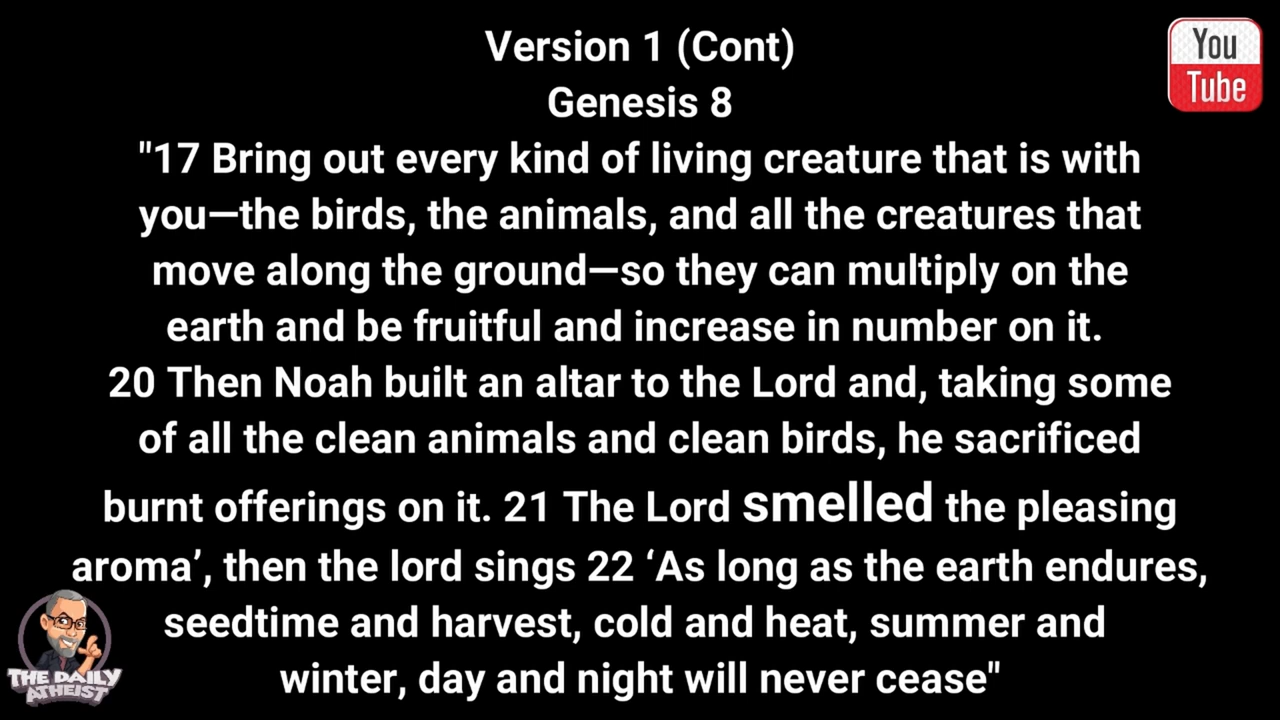 Version 1 (Cont)
Genesis 8
"17 Bring out every kind of living creature that is with
you—the birds, the animals, and all the creatures that
move along the ground—so they can multiply on the
earth and be fruitful and increase in number on it.
20 Then Noah built an altar to the Lord and, taking some
of all the clean animals and clean birds, he sacrificed
burnt offerings on it. 21 The Lord smelled the pleasing
aroma’, then the lord sings 22 ‘As long as the earth endures,
seedtime and harvest, cold and heat, summer and
winter, day and night will never cease"
You
Tube
THE DAILY
ATHEIST